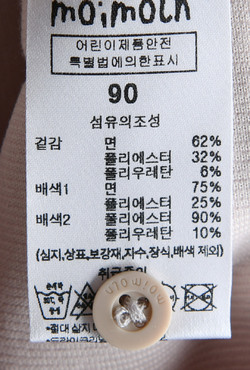 moimoln
어린이제품안전
특별법에의한표시
90
섬유의조성
겉감 면 62%
폴리에스터 32%
폴리우레탄 6%
배색1 면 75%
폴리에스터 25%
배색2 폴리에스터 90%
폴리우레탄 10%
(심지,상표,보강재,자수,장식,배색 제외)
취급주의
moimoln